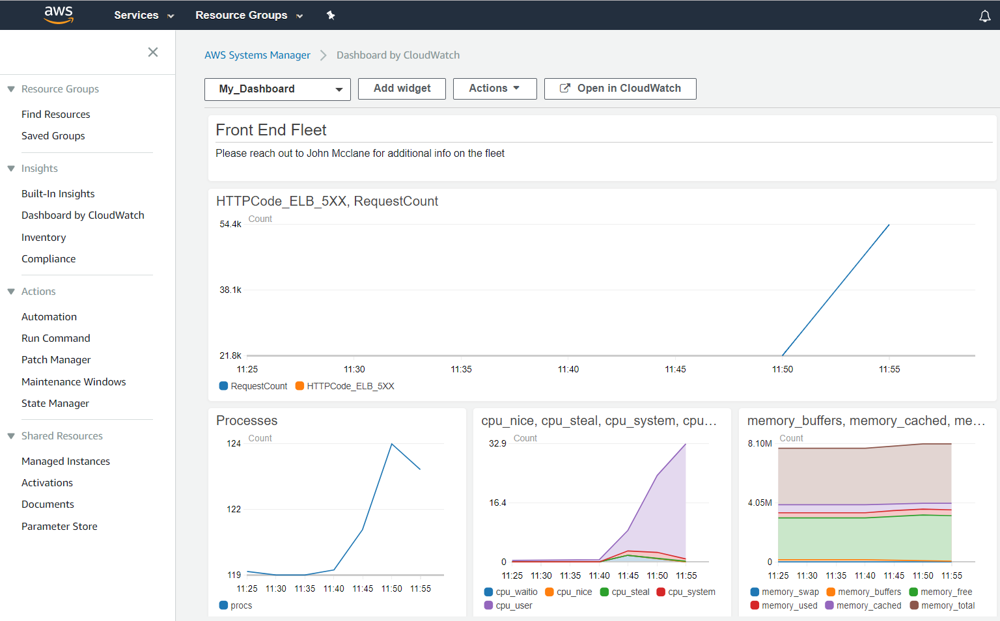 aws Services Resource Groups
AWS Systems Manager Dashboard by CloudWatch
My_Dashboard Add widget Actions Open in CloudWatch
Resource Groups
Find Resources
Saved Groups
Insights
Built-In Insights
Dashboard by CloudWatch
Inventory
Compliance
Actions
Automation
Run Command
Patch Manager
Maintenance Windows
State Manager
Shared Resources
Managed Instances
Activations
Documents
Parameter Store
Front End Fleet
Please reach out to John Mcclane for additional info on the fleet
HTTPCode_ELB_5XX, RequestCount
Count
54.4k
38.1k
21.8k
11:25 11:30 11:35 11:40 11:45 11:50 11:55
RequestCount HTTPCode_ELB_5XX
Processes
Count
124
122
119
11:25 11:30 11:35 11:40 11:45 11:50 11:55
procs
cpu_nice, cpu_steal, cpu_system, cpu...
Count
32.9
16.4
0
11:25 11:30 11:35 11:40 11:45 11:50 11:55
cpu_waitio cpu_nice cpu_steal cpu_system
cpu_user
memory_buffers, memory_cached, me...
Count
8.10M
4.05M
0
11:25 11:30 11:35 11:40 11:45 11:50 11:55
memory_swap memory_buffers memory_free
memory_used memory_cached memory_total